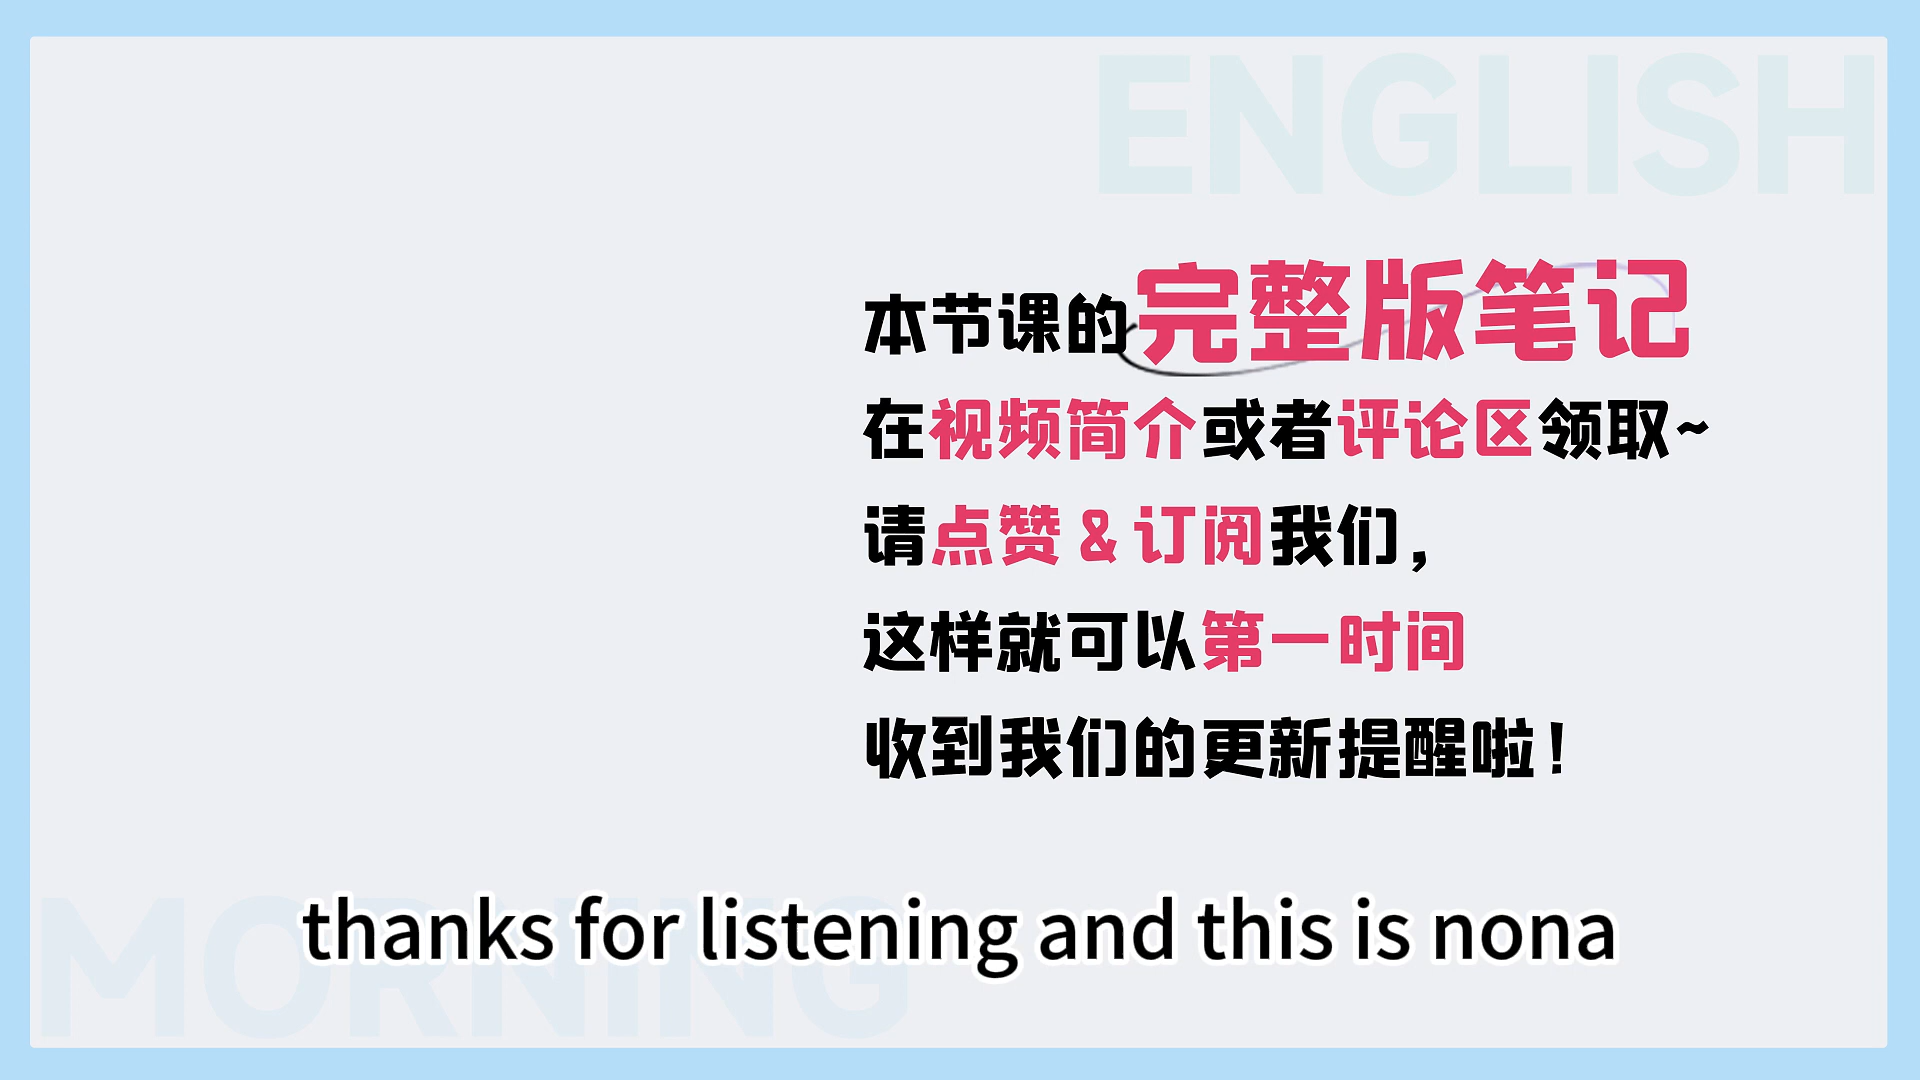 ENGLISH
本节课的完整版笔记
在视频简介或者评论区领取~
请点赞&订阅我们，
这样就可以第一时间
收到我们的更新提醒啦！
MORNING
thanks for listening and this is nona